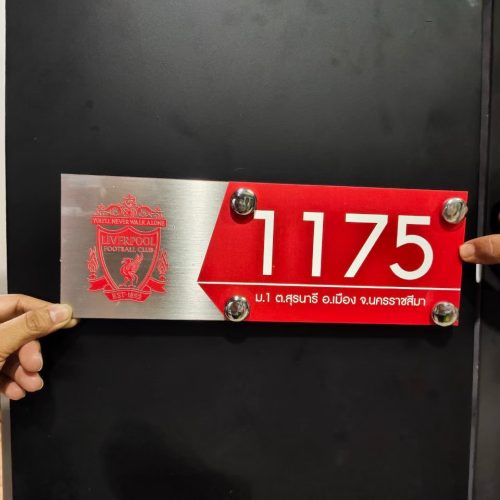 YOU'LL NEVER WALK ALONE
LIVERPOOL
FOOTBALL CLUB
EST·1892
1175
ม.1 ต.สุรนารี อ.เมือง จ.นครราชสีมา